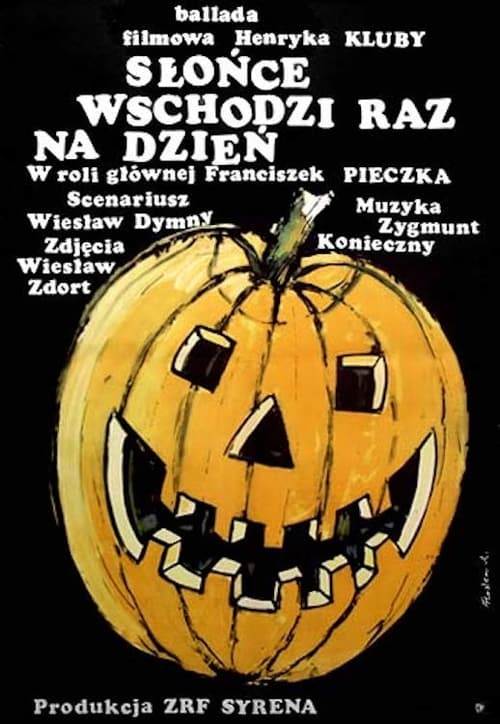 ballada
filmowa Henryka KLUBY
SŁOŃCE
WSCHODZI RAZ
NA DZIEŃ
W roli głównej Franciszek PIECZKA
Scenariusz
Wiesław Dymny
Zdjęcia
Wiesław
Zdort
Muzyka
Zygmunt
Konieczny
Produkcja ZRF SYRENA